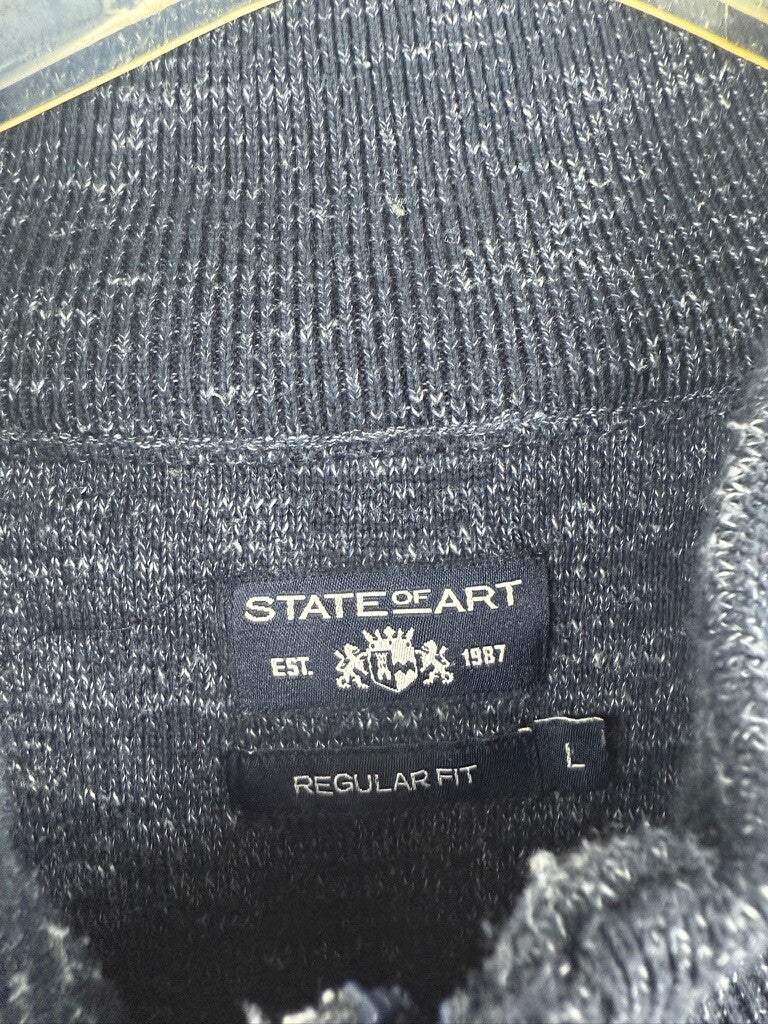 STATE OF ART
EST. 1987
REGULAR FIT
L